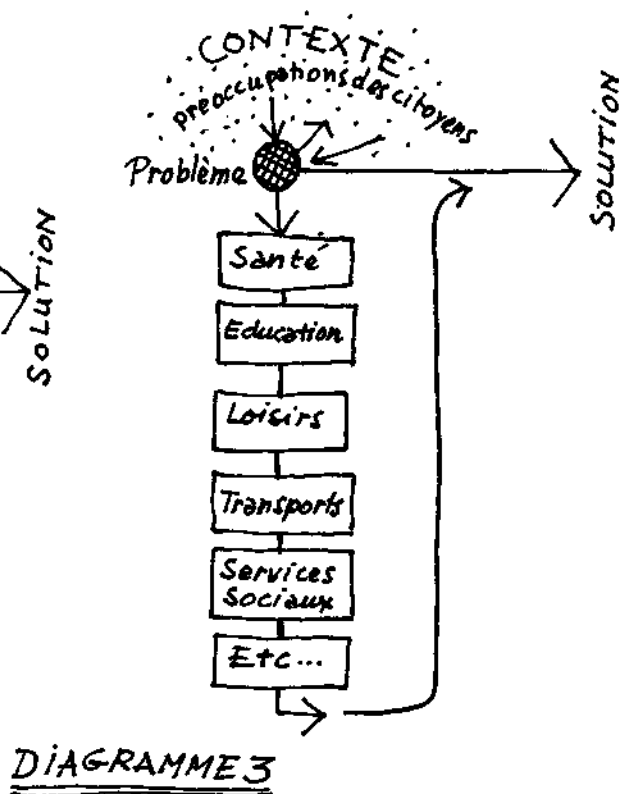 CONTEXTE
preoccupations des citoyens
Problème
SOLUTION
SOLUTION
Santé
Education
Loisirs
Transports
Services
Sociaux
Etc...
DiAGRAMME 3